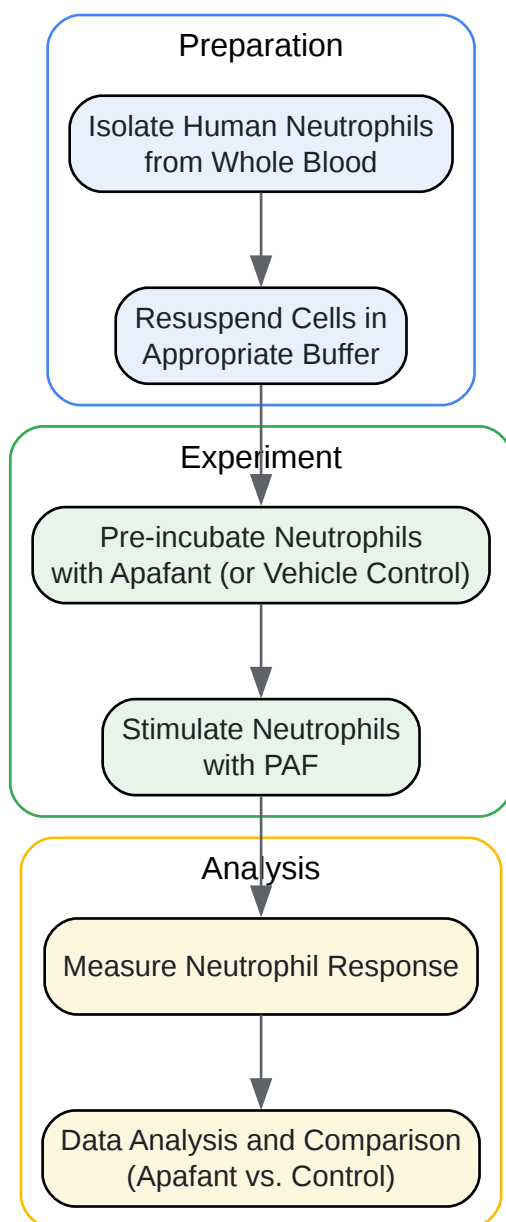 Preparation
Isolate Human Neutrophils
from Whole Blood
Resuspend Cells in
Appropriate Buffer
Experiment
Pre-incubate Neutrophils
with Apafant (or Vehicle Control)
Stimulate Neutrophils
with PAF
Analysis
Measure Neutrophil Response
Data Analysis and Comparison
(Apafant vs. Control)